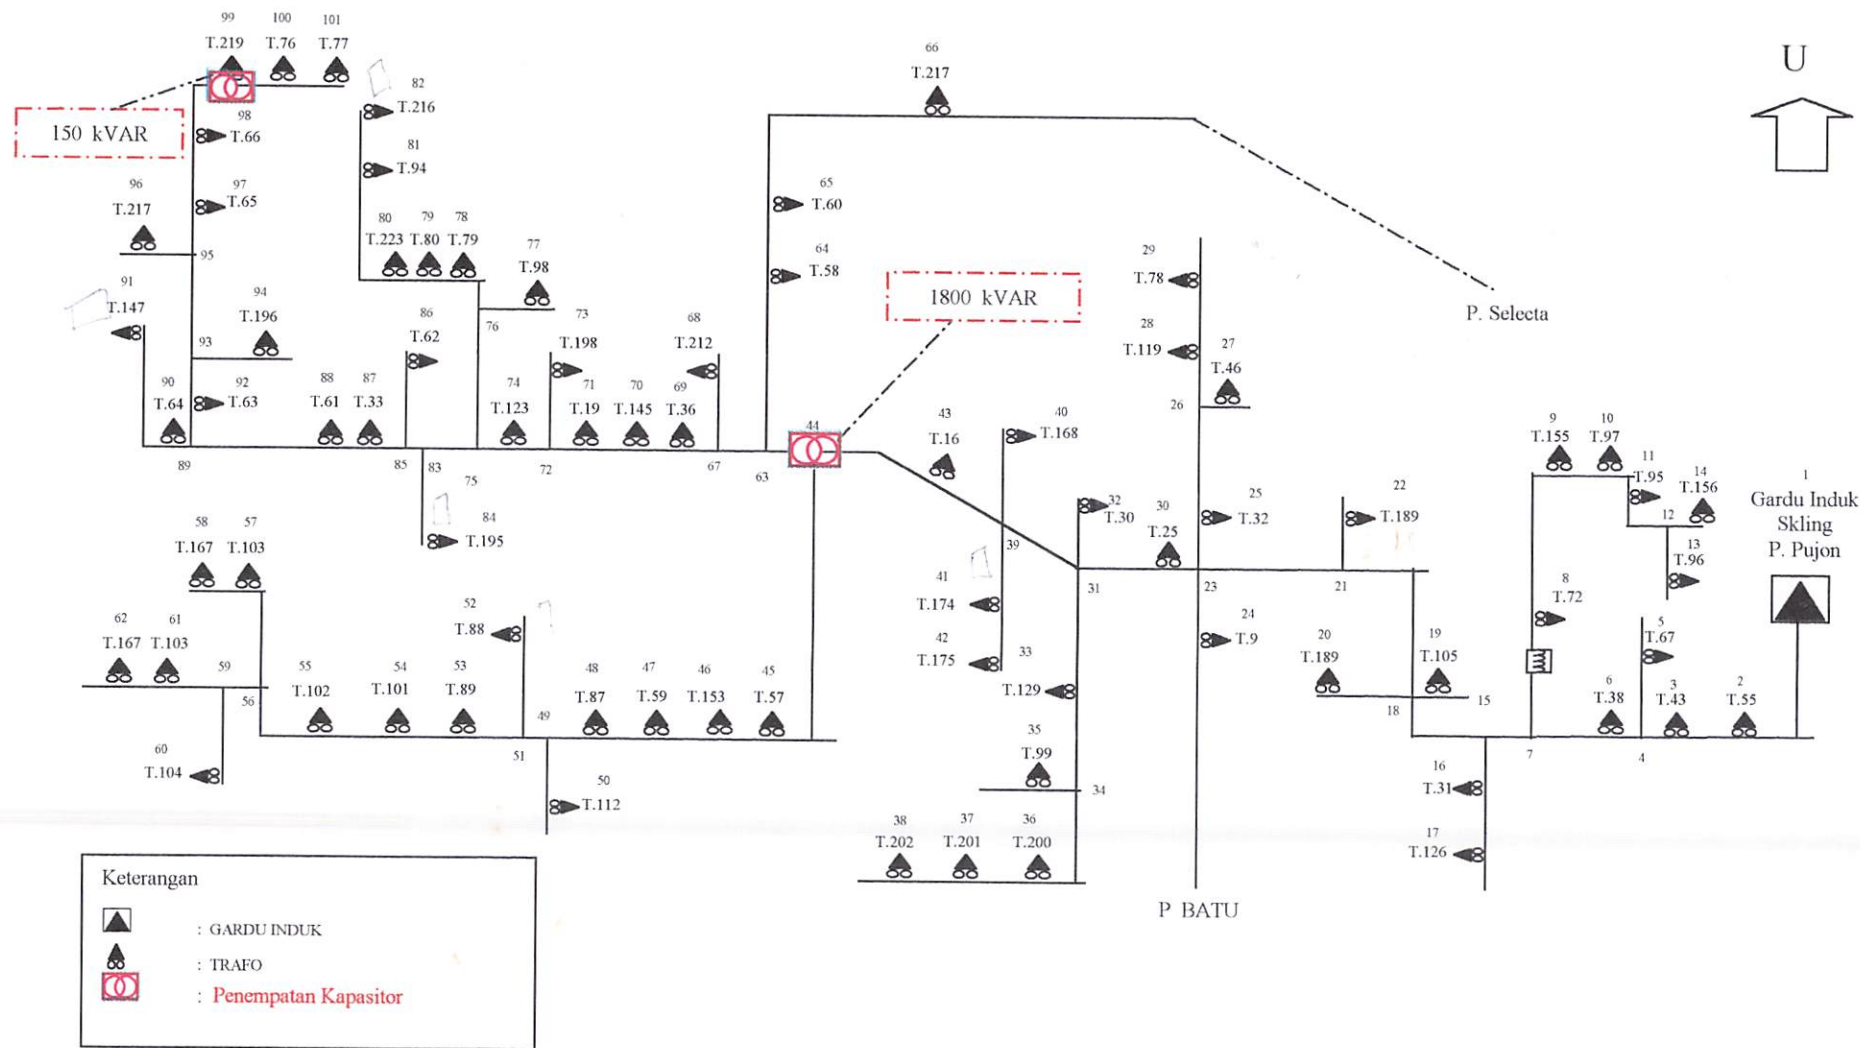 99 100 101
T.219 T.76 T.77
82
T.216
98
T.66
150 kVAR
81
T.94
96
T.217
97
T.65
95
80 79 78
T.223 T.80 T.79
77
T.98
76
91
T.147
94
T.196
93
90
T.64
92
T.63
88 87
T.61 T.33
86
T.62
74
T.123
73
T.198
71 70 69
T.19 T.145 T.36
68
T.212
89 85 83 75 72 67 63
84
T.195
66
T.217
65
T.60
64
T.58
1800 kVAR
44
43
T.16
40
T.168
39
41
T.174
42
T.175
32
T.30
30
T.25
31
33
T.129
29
T.78
28
T.119
27
T.46
26
25
T.32
23
24
T.9
22
T.189
21
P. Selecta
U
9 10
T.155 T.97
11
T.95
14
T.156
12
13
T.96
1
Gardu Induk
Skling
P. Pujon
8
T.72
5
T.67
20
T.189
19
T.105
18 15
6 3 2
T.38 T.43 T.55
7 4
16
T.31
17
T.126
58 57
T.167 T.103
62 61
T.167 T.103
59
56
60
T.104
55 54 53
T.102 T.101 T.89
52
T.88
51
49
50
T.112
48 47 46 45
T.87 T.59 T.153 T.57
35
T.99
34
38 37 36
T.202 T.201 T.200
P BATU
Keterangan
: GARDU INDUK
: TRAFO
: Penempatan Kapasitor